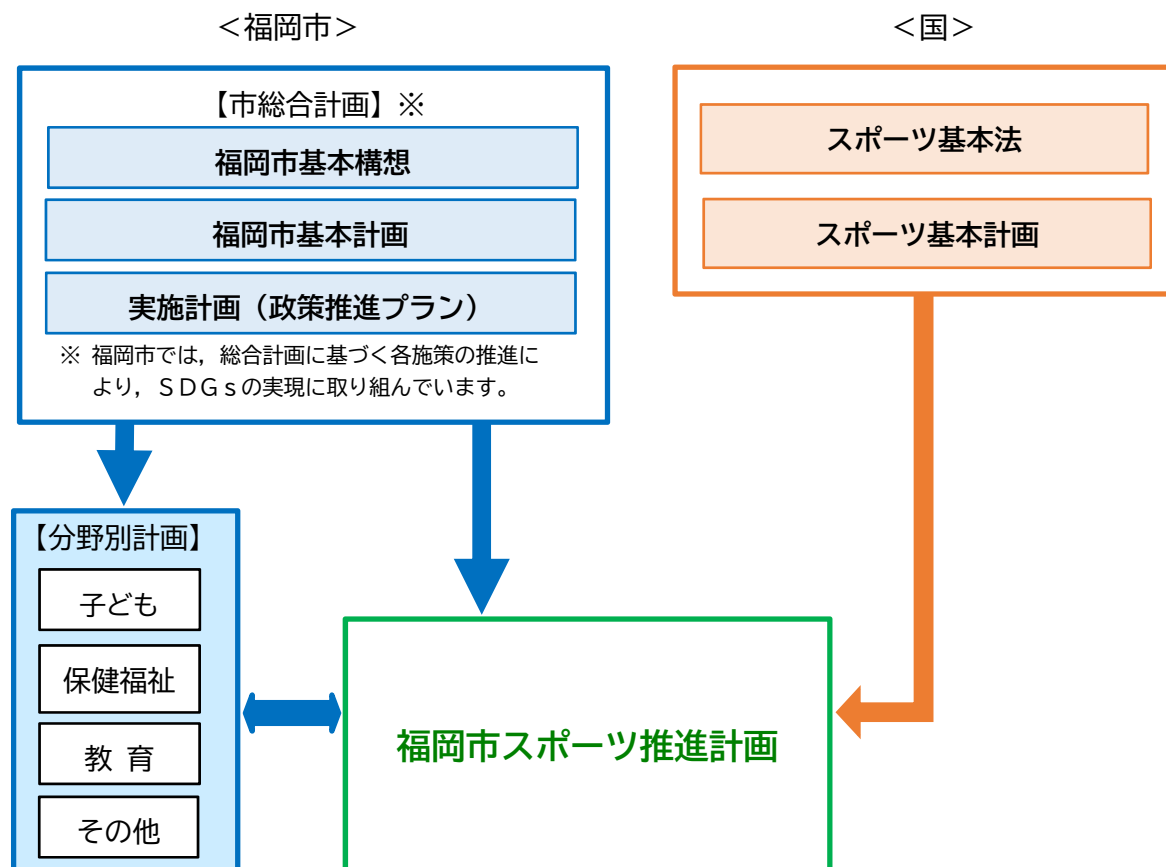 ＜福岡市＞
＜国＞
【市総合計画】※
福岡市基本構想
福岡市基本計画
実施計画（政策推進プラン）
※ 福岡市では，総合計画に基づく各施策の推進に
より，ＳＤＧｓの実現に取り組んでいます。
スポーツ基本法
スポーツ基本計画
【分野別計画】
子ども
保健福祉
教 育
その他
福岡市スポーツ推進計画